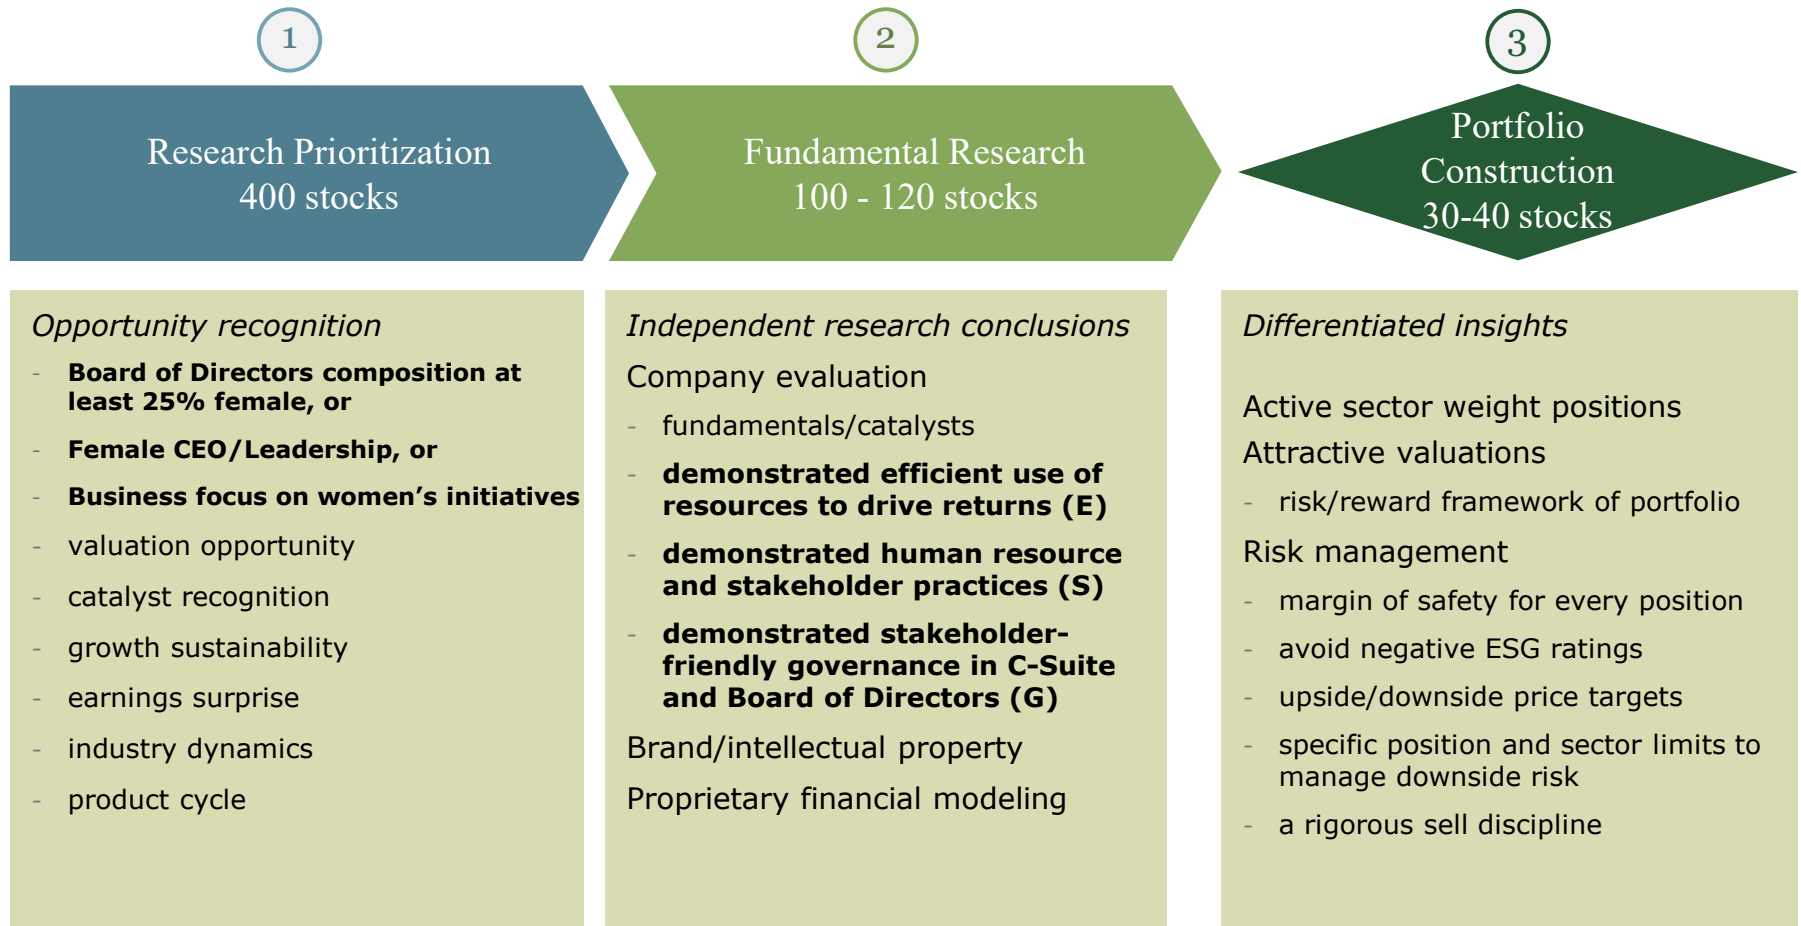 1
Research Prioritization
400 stocks
Opportunity recognition
- Board of Directors composition at
least 25% female, or
- Female CEO/Leadership, or
- Business focus on women’s initiatives
- valuation opportunity
- catalyst recognition
- growth sustainability
- earnings surprise
- industry dynamics
- product cycle
2
Fundamental Research
100 - 120 stocks
Independent research conclusions
Company evaluation
- fundamentals/catalysts
- demonstrated efficient use of
resources to drive returns (E)
- demonstrated human resource
and stakeholder practices (S)
- demonstrated stakeholder-
friendly governance in C-Suite
and Board of Directors (G)
Brand/intellectual property
Proprietary financial modeling
3
Portfolio
Construction
30-40 stocks
Differentiated insights
Active sector weight positions
Attractive valuations
- risk/reward framework of portfolio
Risk management
- margin of safety for every position
- avoid negative ESG ratings
- upside/downside price targets
- specific position and sector limits to
manage downside risk
- a rigorous sell discipline